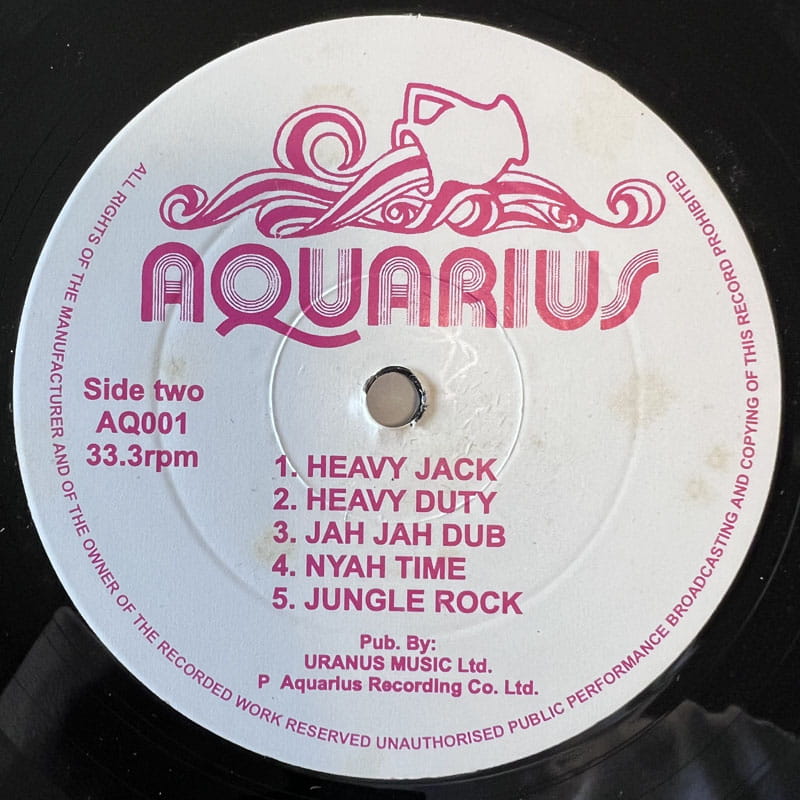 AQUARIUS
Side two
AQ001
33.3rpm
1. HEAVY JACK
2. HEAVY DUTY
3. JAH JAH DUB
4. NYAH TIME
5. JUNGLE ROCK
Pub. By:
URANUS MUSIC Ltd.
P Aquarius Recording Co. Ltd.
ALL RIGHTS OF THE MANUFACTURER AND OF THE OWNER OF THE RECORDED WORK RESERVED UNAUTHORISED PUBLIC PERFORMANCE BROADCASTING AND COPYING OF THIS RECORD PROHIBITED